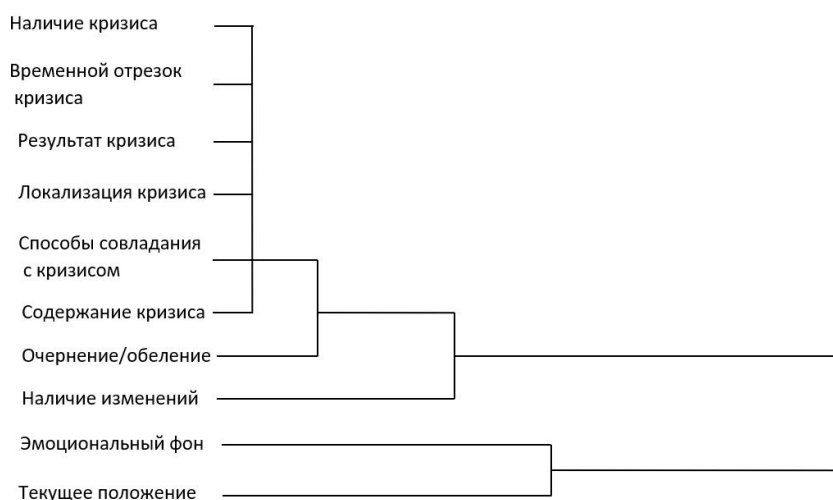 Наличие кризиса
Временной отрезок
кризиса
Результат кризиса
Локализация кризиса
Способы совладания
с кризисом
Содержание кризиса
Очернение/обеление
Наличие изменений
Эмоциональный фон
Текущее положение